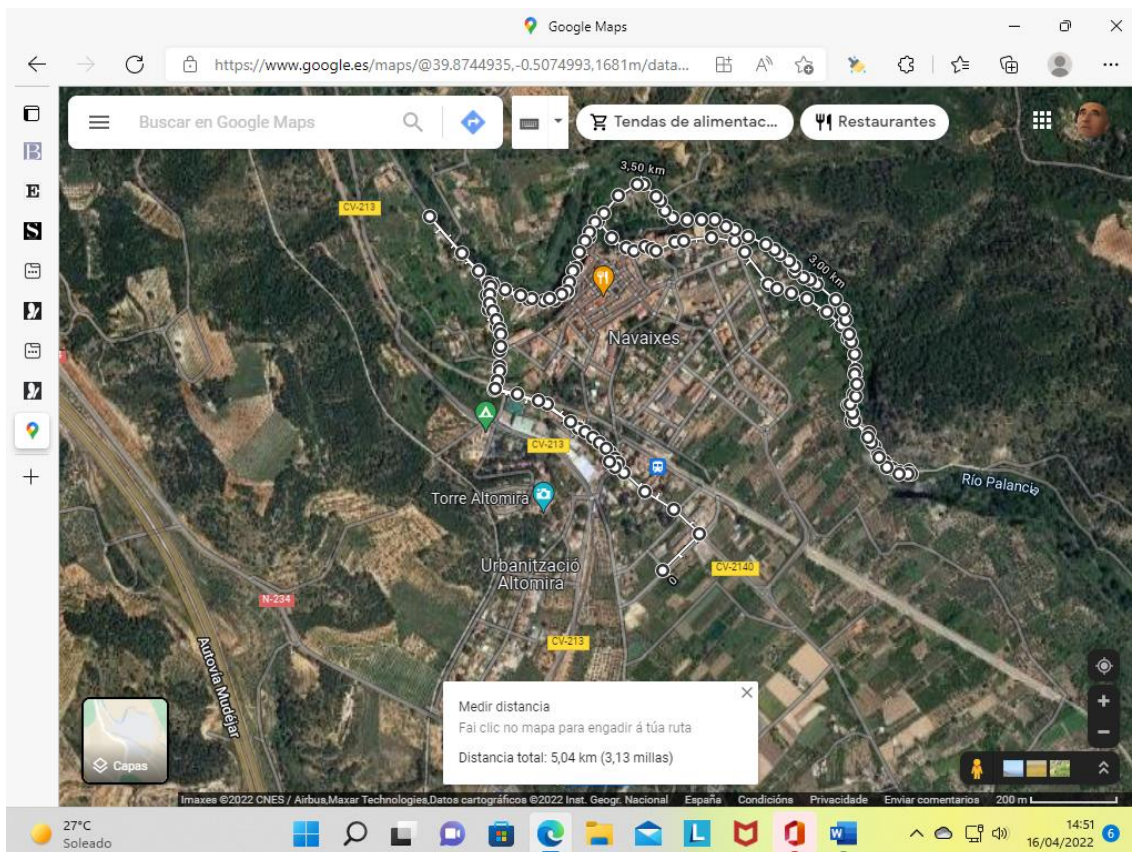 Google Maps
https://www.google.es/maps/@39.8744935,-0.5074993,1681m/data...
Buscar en Google Maps
Tendas de alimentac...
Restaurantes
3,50 km
CV-213
3,00 km
Navaixes
CV-213
Río Palancia
Torre Altomira
Urbanització
Altomira
CV-2140
N-234
CV-213
Autovía Mudéjar
0
Medir distancia
Fai clic no mapa para engadir á túa ruta
Distancia total: 5,04 km (3,13 millas)
Capas
Imaxes ©2022 CNES / Airbus,Maxar Technologies,Datos cartográficos ©2022 Inst. Geogr. Nacional España Condicións Privacidade Enviar comentarios 200 m
27°C
Soleado
14:51
16/04/2022
6